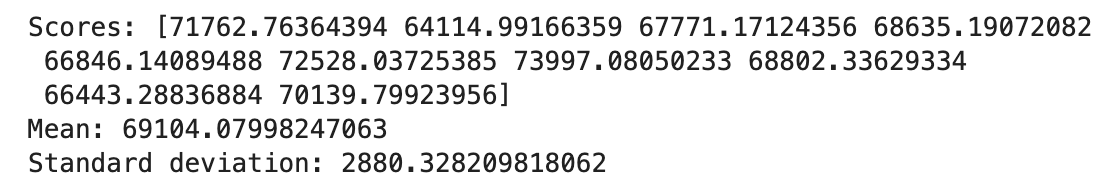 Scores: [71762.76364394 64114.99166359 67771.17124356 68635.19072082
66846.14089488 72528.03725385 73997.08050233 68802.33629334
66443.28836884 70139.79923956]
Mean: 69104.07998247063
Standard deviation: 2880.328209818062